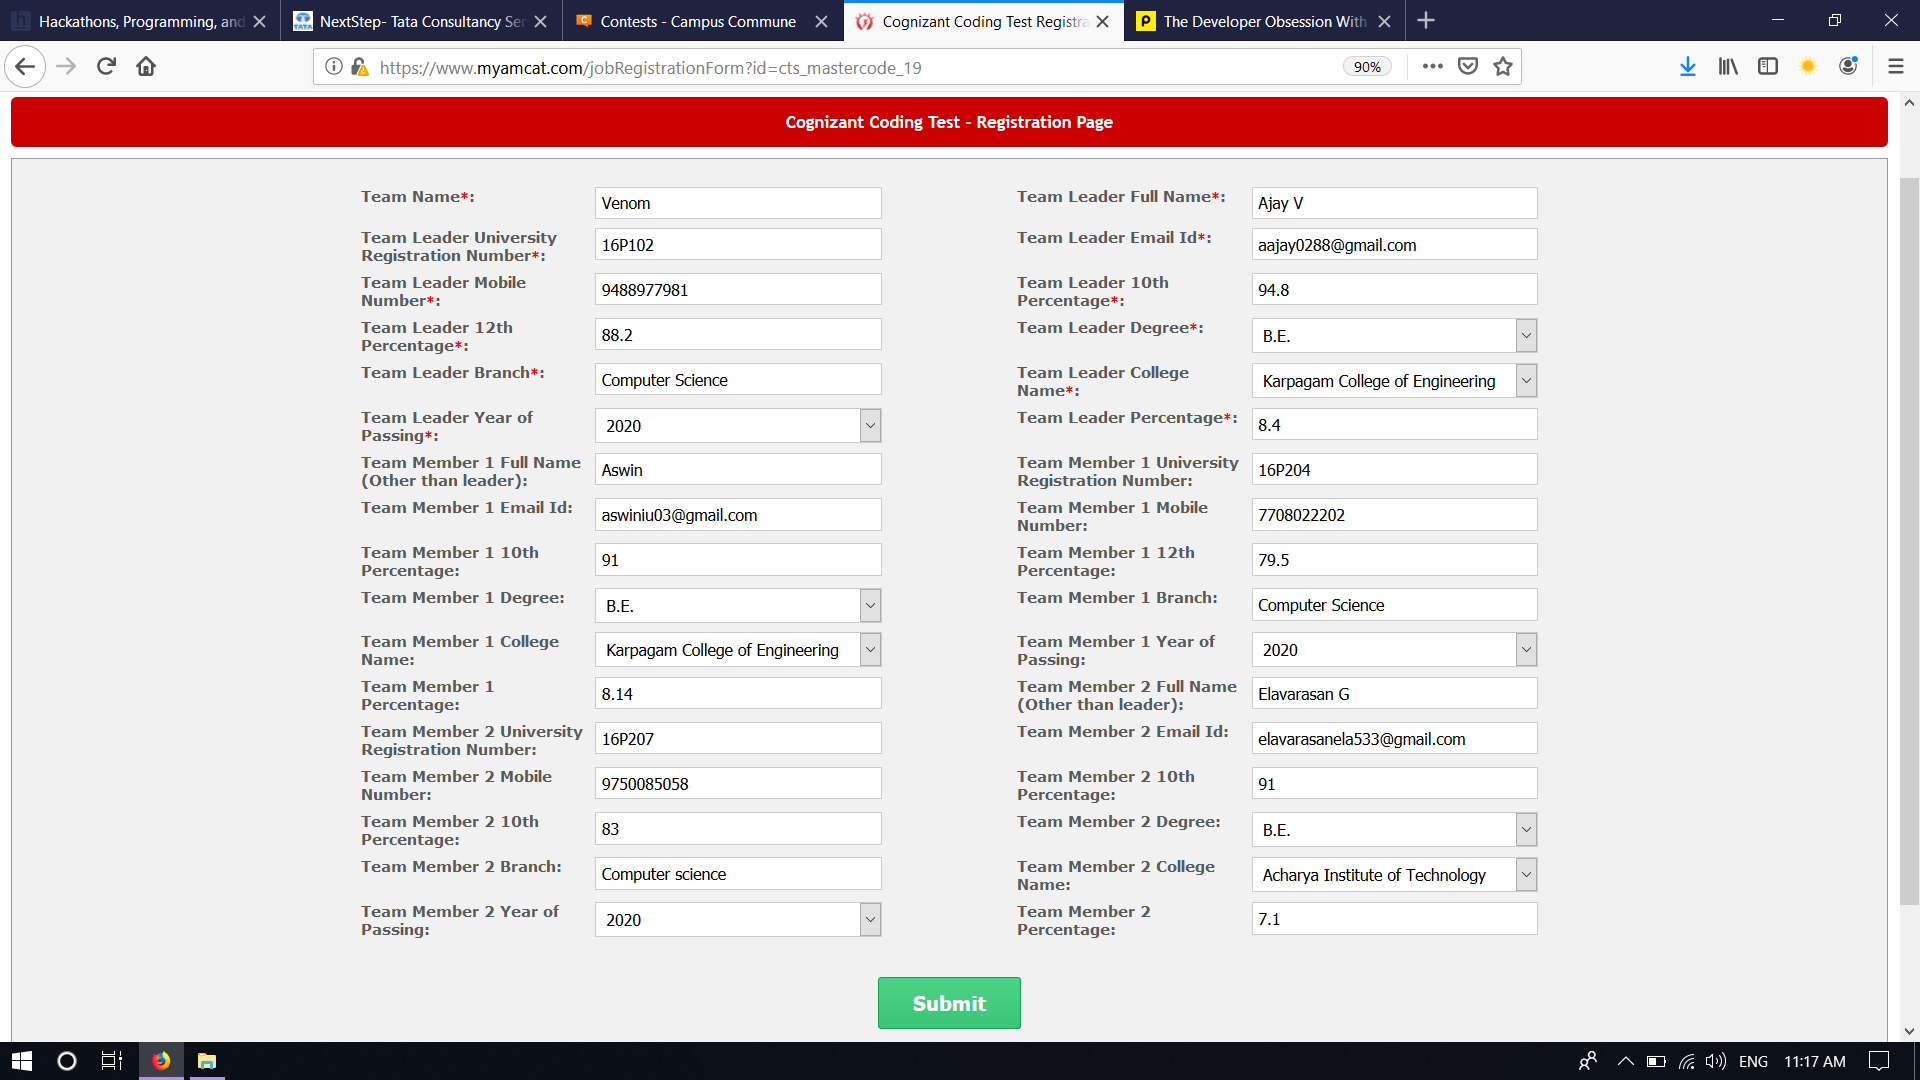 Hackathons, Programming, and
NextStep- Tata Consultancy Ser
Contests - Campus Commune
Cognizant Coding Test Registra
The Developer Obsession With
https://www.myamcat.com/jobRegistrationForm?id=cts_mastercode_19
90%
Cognizant Coding Test - Registration Page
Team Name*:
Venom
Team Leader Full Name*:
Ajay V
Team Leader University
Registration Number*:
16P102
Team Leader Email Id*:
aajay0288@gmail.com
Team Leader Mobile
Number*:
9488977981
Team Leader 10th
Percentage*:
94.8
Team Leader 12th
Percentage*:
88.2
Team Leader Degree*:
B.E.
Team Leader Branch*:
Computer Science
Team Leader College
Name*:
Karpagam College of Engineering
Team Leader Year of
Passing*:
2020
Team Leader Percentage*:
8.4
Team Member 1 Full Name
(Other than leader):
Aswin
Team Member 1 University
Registration Number:
16P204
Team Member 1 Email Id:
aswiniu03@gmail.com
Team Member 1 Mobile
Number:
7708022202
Team Member 1 10th
Percentage:
91
Team Member 1 12th
Percentage:
79.5
Team Member 1 Degree:
B.E.
Team Member 1 Branch:
Computer Science
Team Member 1 College
Name:
Karpagam College of Engineering
Team Member 1 Year of
Passing:
2020
Team Member 1
Percentage:
8.14
Team Member 2 Full Name
(Other than leader):
Elavarasan G
Team Member 2 University
Registration Number:
16P207
Team Member 2 Email Id:
elavarasanela533@gmail.com
Team Member 2 Mobile
Number:
9750085058
Team Member 2 10th
Percentage:
91
Team Member 2 10th
Percentage:
83
Team Member 2 Degree:
B.E.
Team Member 2 Branch:
Computer science
Team Member 2 College
Name:
Acharya Institute of Technology
Team Member 2 Year of
Passing:
2020
Team Member 2
Percentage:
7.1
Submit
ENG
11:17 AM